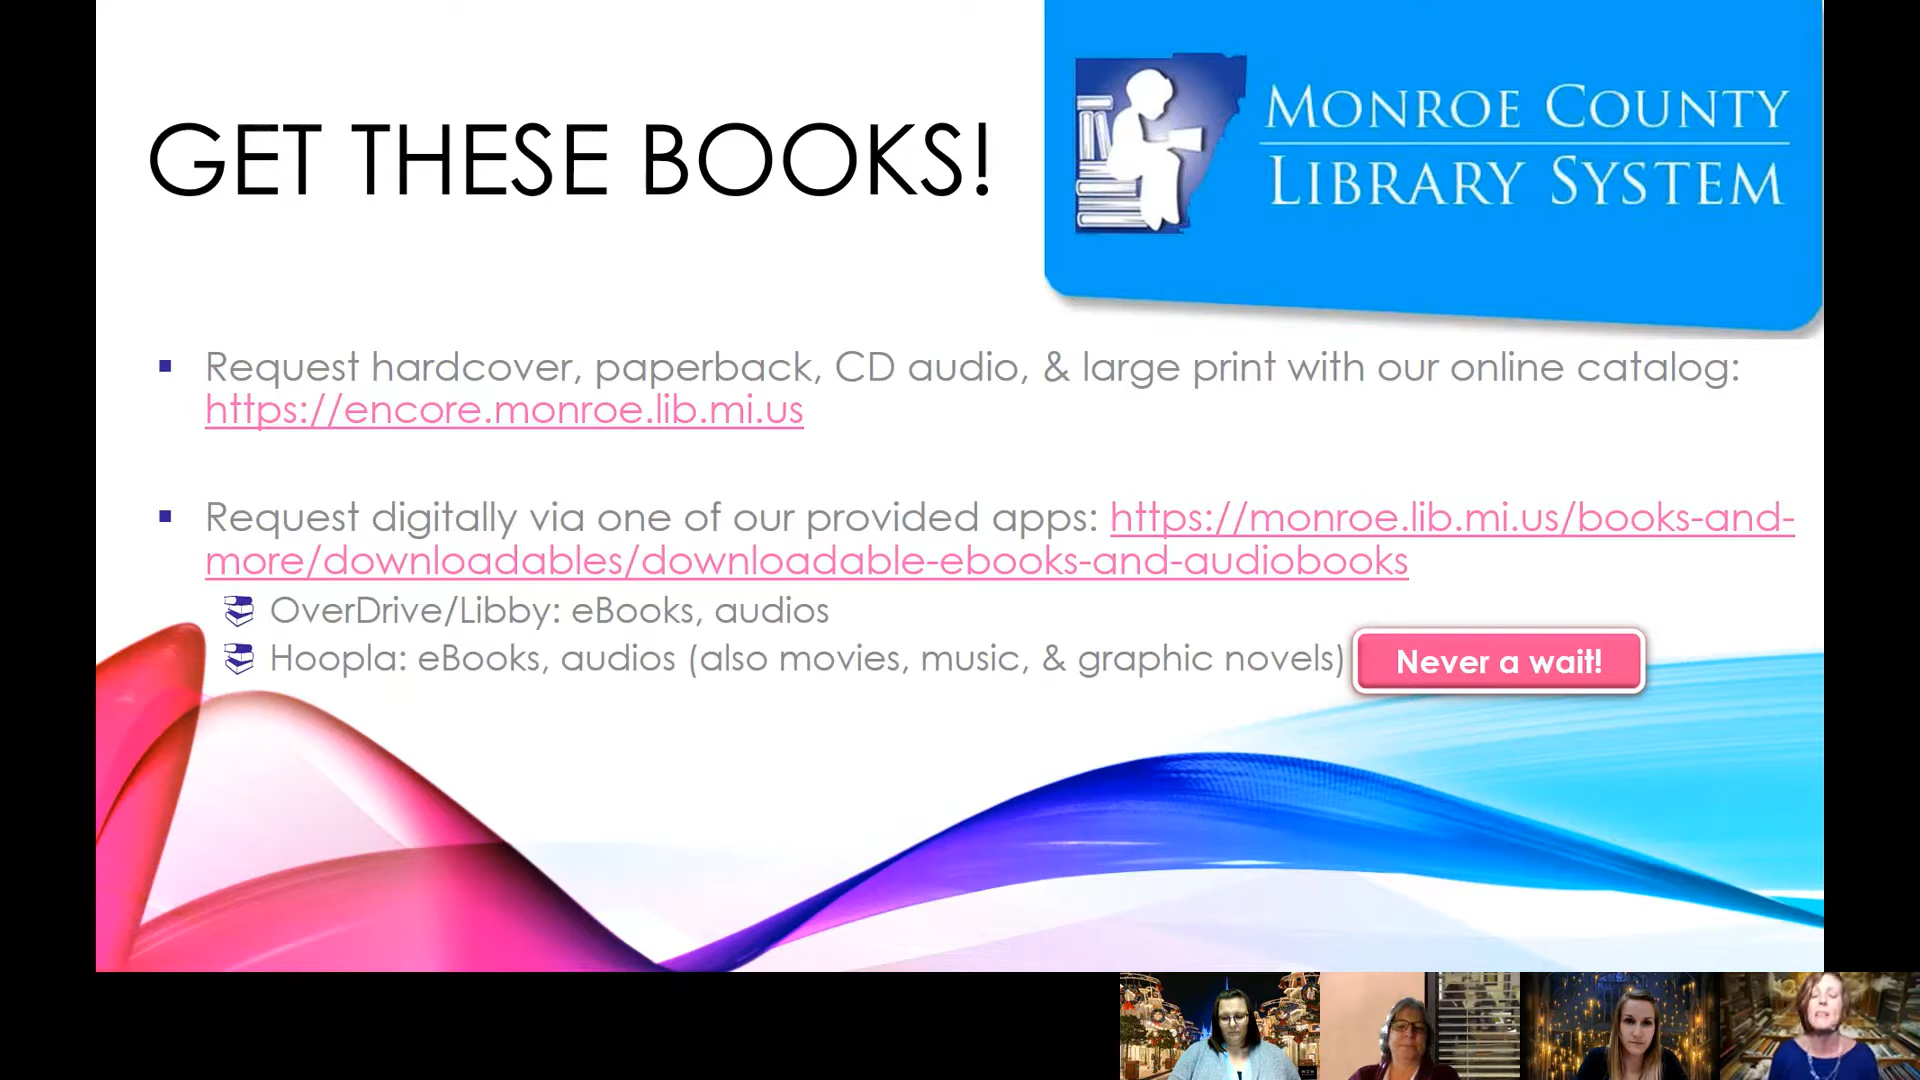 GET THESE BOOKS!
MONROE COUNTY
LIBRARY SYSTEM
Request hardcover, paperback, CD audio, & large print with our online catalog:
https://encore.monroe.lib.mi.us
Request digitally via one of our provided apps: https://monroe.lib.mi.us/books-and-
more/downloadables/downloadable-ebooks-and-audiobooks
OverDrive/Libby: eBooks, audios
Hoopla: eBooks, audios (also movies, music, & graphic novels)
Never a wait!